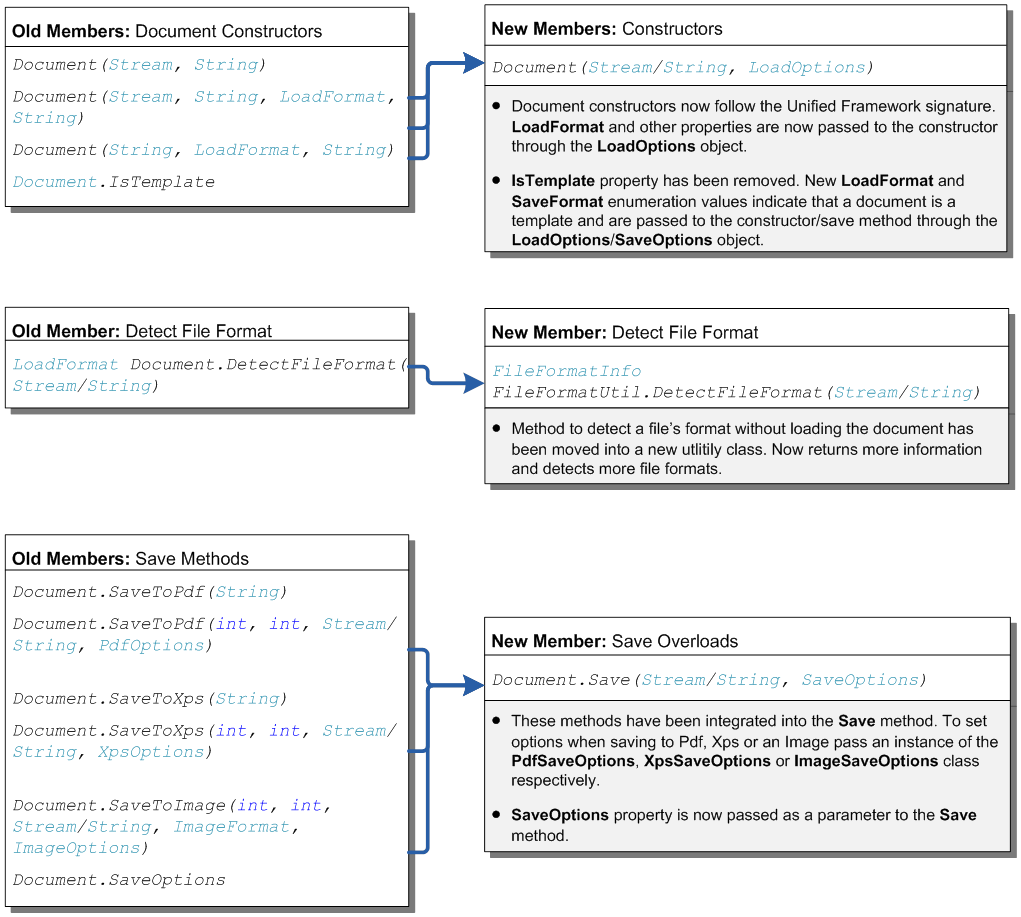 Old Members: Document Constructors
Document(Stream, String)
Document(Stream, String, LoadFormat,
String)
Document(String, LoadFormat, String)
Document.IsTemplate
New Members: Constructors
Document(Stream/String, LoadOptions)
● Document constructors now follow the Unified Framework signature.
LoadFormat and other properties are now passed to the constructor
through the LoadOptions object.
● IsTemplate property has been removed. New LoadFormat and
SaveFormat enumeration values indicate that a document is a
template and are passed to the constructor/save method through the
LoadOptions/SaveOptions object.
Old Member: Detect File Format
LoadFormat Document.DetectFileFormat(
Stream/String)
New Member: Detect File Format
FileFormatInfo
FileFormatUtil.DetectFileFormat(Stream/String)
● Method to detect a file's format without loading the document has
been moved into a new utlitily class. Now returns more information
and detects more file formats.
Old Members: Save Methods
Document.SaveToPdf(String)
Document.SaveToPdf(int, int, Stream/
String, PdfOptions)
Document.SaveToXps(String)
Document.SaveToXps(int, int, Stream/
String, XpsOptions)
Document.SaveToImage(int, int,
Stream/String, ImageFormat,
ImageOptions)
Document.SaveOptions
New Member: Save Overloads
Document.Save(Stream/String, SaveOptions)
● These methods have been integrated into the Save method. To set
options when saving to Pdf, Xps or an Image pass an instance of the
PdfSaveOptions, XpsSaveOptions or ImageSaveOptions class
respectively.
● SaveOptions property is now passed as a parameter to the Save
method.